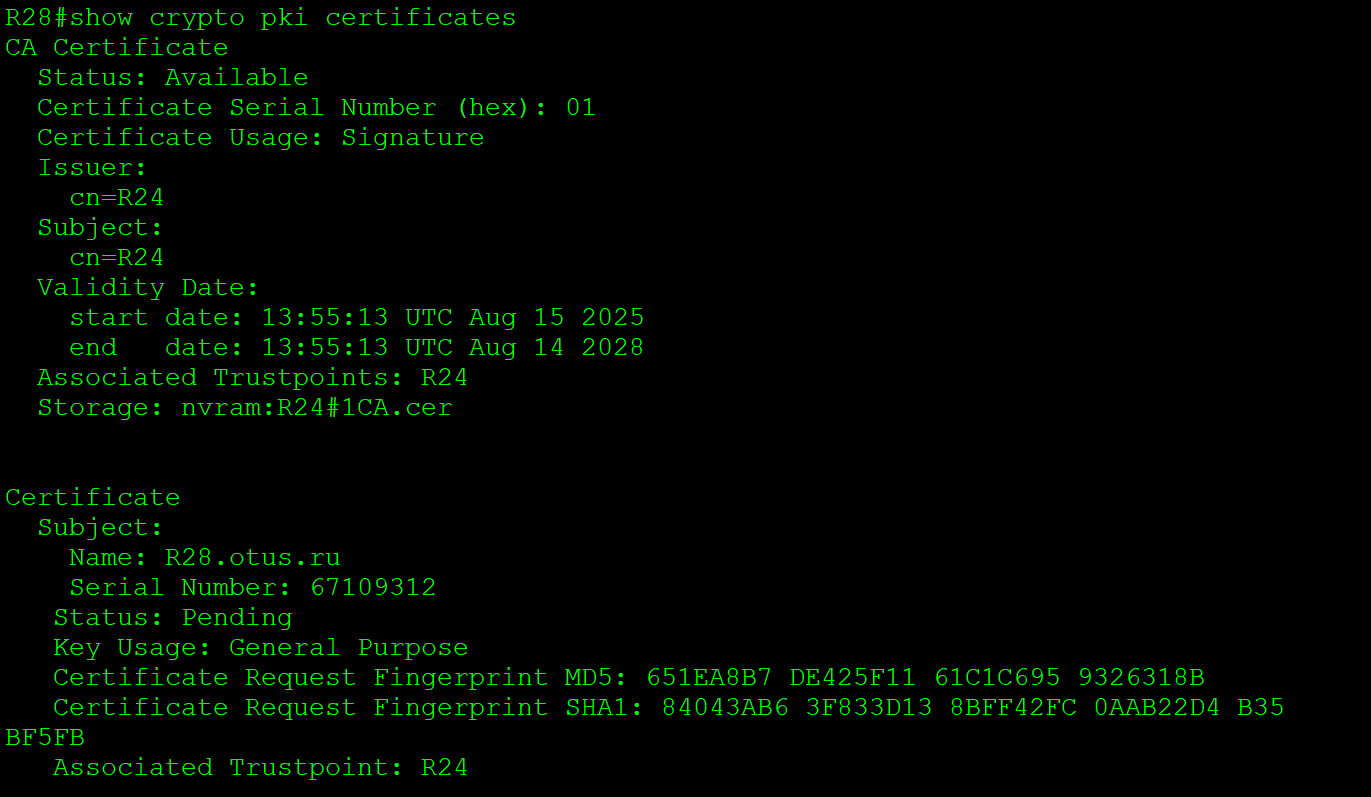 R28#show crypto pki certificates
CA Certificate
  Status: Available
  Certificate Serial Number (hex): 01
  Certificate Usage: Signature
  Issuer:
    cn=R24
  Subject:
    cn=R24
  Validity Date:
    start date: 13:55:13 UTC Aug 15 2025
    end   date: 13:55:13 UTC Aug 14 2028
  Associated Trustpoints: R24
  Storage: nvram:R24#1CA.cer


Certificate
  Subject:
    Name: R28.otus.ru
    Serial Number: 67109312
   Status: Pending
   Key Usage: General Purpose
   Certificate Request Fingerprint MD5: 651EA8B7 DE425F11 61C1C695 9326318B
   Certificate Request Fingerprint SHA1: 84043AB6 3F833D13 8BFF42FC 0AAB22D4 B35
BF5FB
   Associated Trustpoint: R24